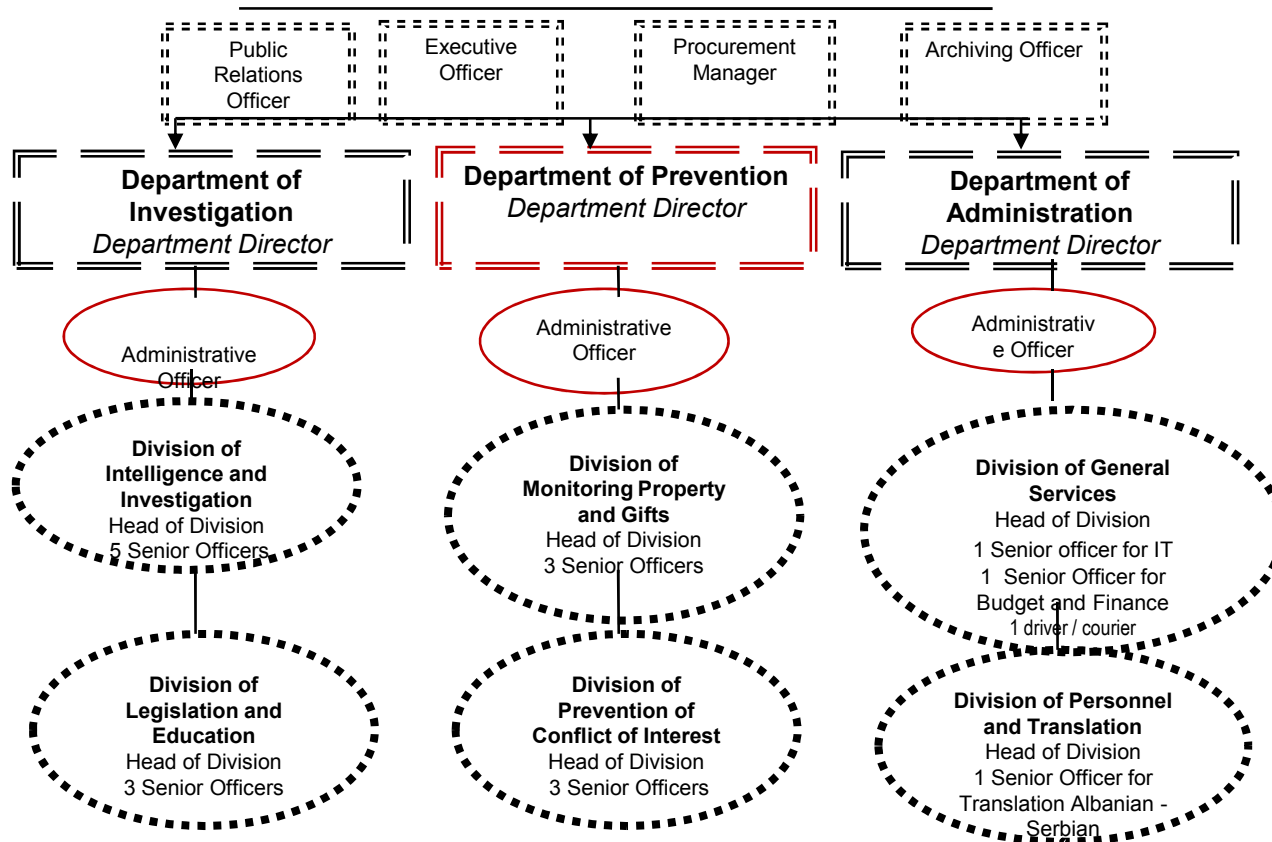 Public
Relations
Officer
Executive
Officer
Procurement
Manager
Archiving Officer
Department of
Investigation
Department Director
Department of Prevention
Department Director
Department of
Administration
Department Director
Administrative
Officer
Administrative
Officer
Administrativ
e Officer
Division of
Intelligence and
Investigation
Head of Division
5 Senior Officers
Division of
Monitoring Property
and Gifts
Head of Division
3 Senior Officers
Division of General
Services
Head of Division
1 Senior officer for IT
1 Senior Officer for
Budget and Finance
1 driver / courier
Division of
Legislation and
Education
Head of Division
3 Senior Officers
Division of
Prevention of
Conflict of Interest
Head of Division
3 Senior Officers
Division of Personnel
and Translation
Head of Division
1 Senior Officer for
Translation Albanian -
Serbian